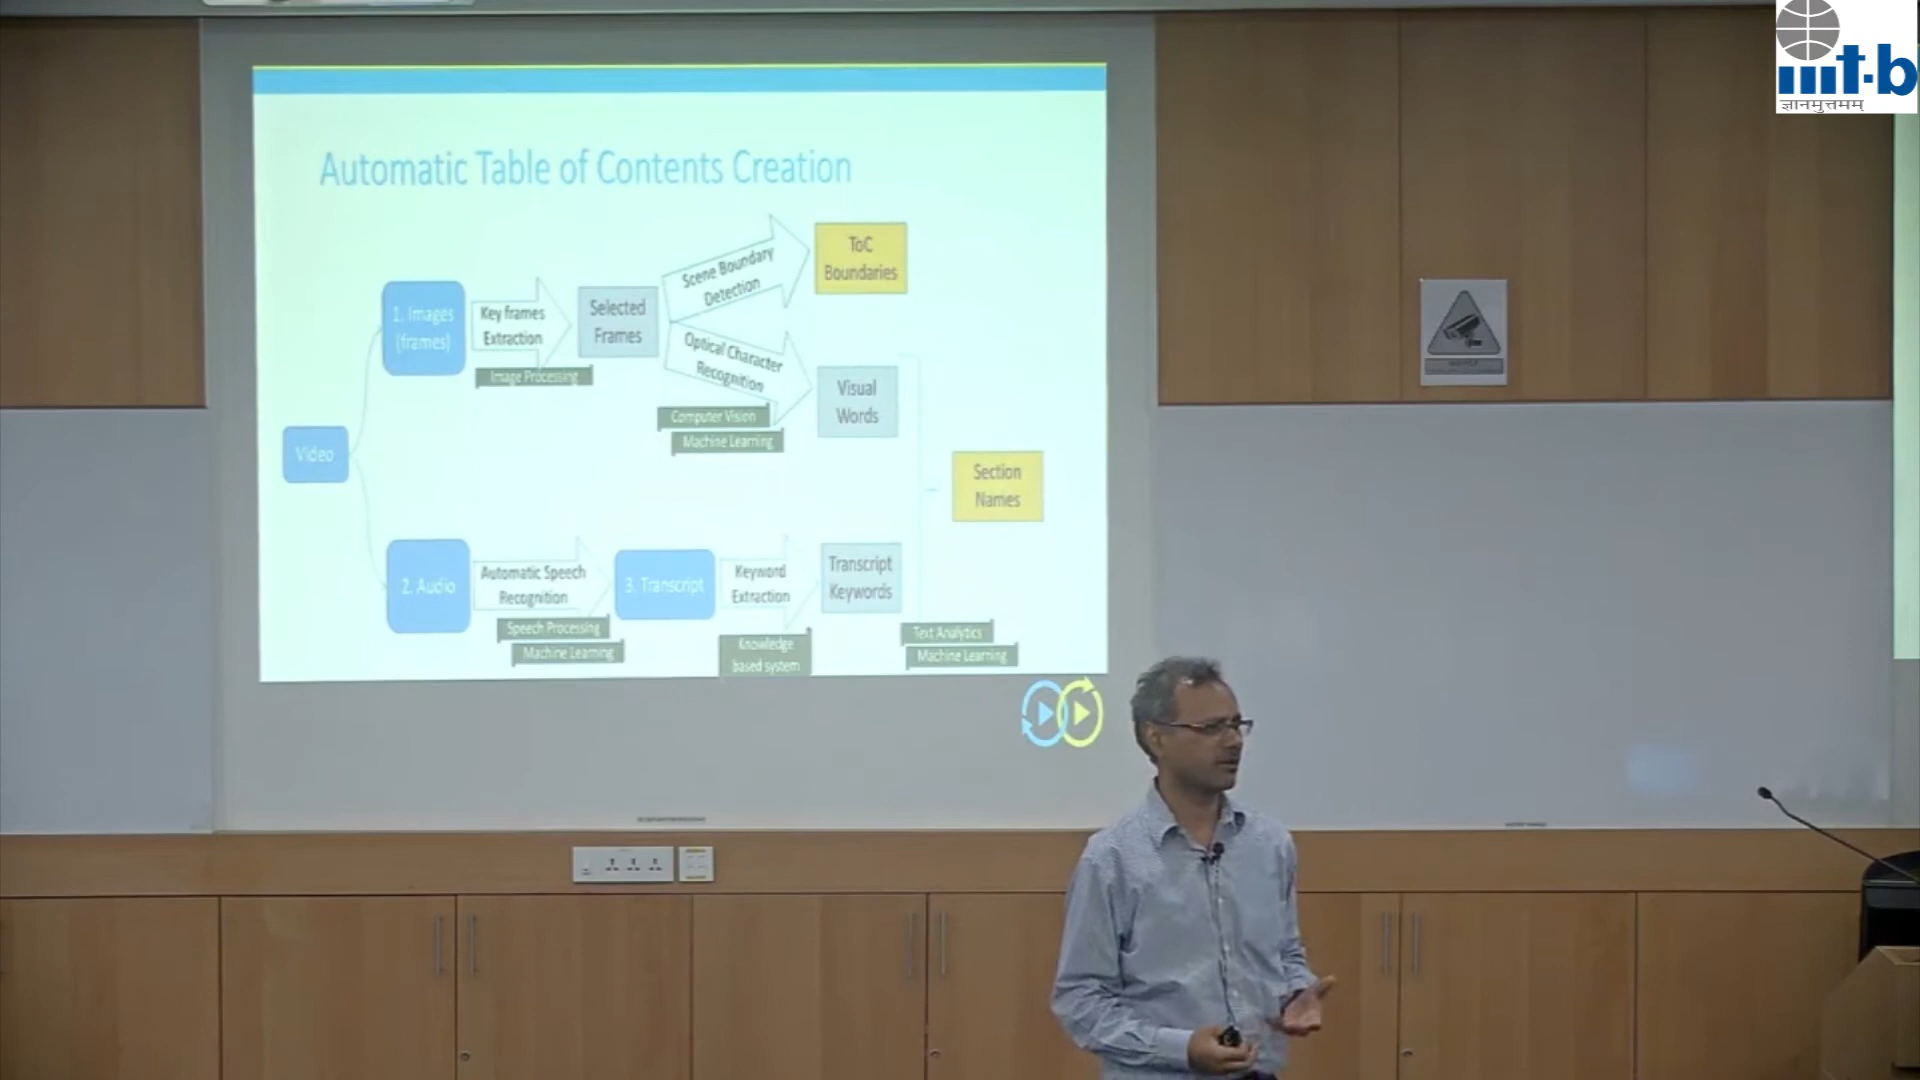 iiit-b
ज्ञानमुत्तमम्
Automatic Table of Contents Creation
Scene Boundary
Detection
ToC
Boundaries
1. Images
(frames)
Key frames
Extraction
Image Processing
Selected
Frames
Optical Character
Recognition
Computer Vision
Machine Learning
Visual
Words
Video
Section
Names
2. Audio
Automatic Speech
Recognition
Speech Processing
Machine Learning
3. Transcript
Keyword
Extraction
Knowledge
based system
Transcript
Keywords
Text Analytics
Machine Learning